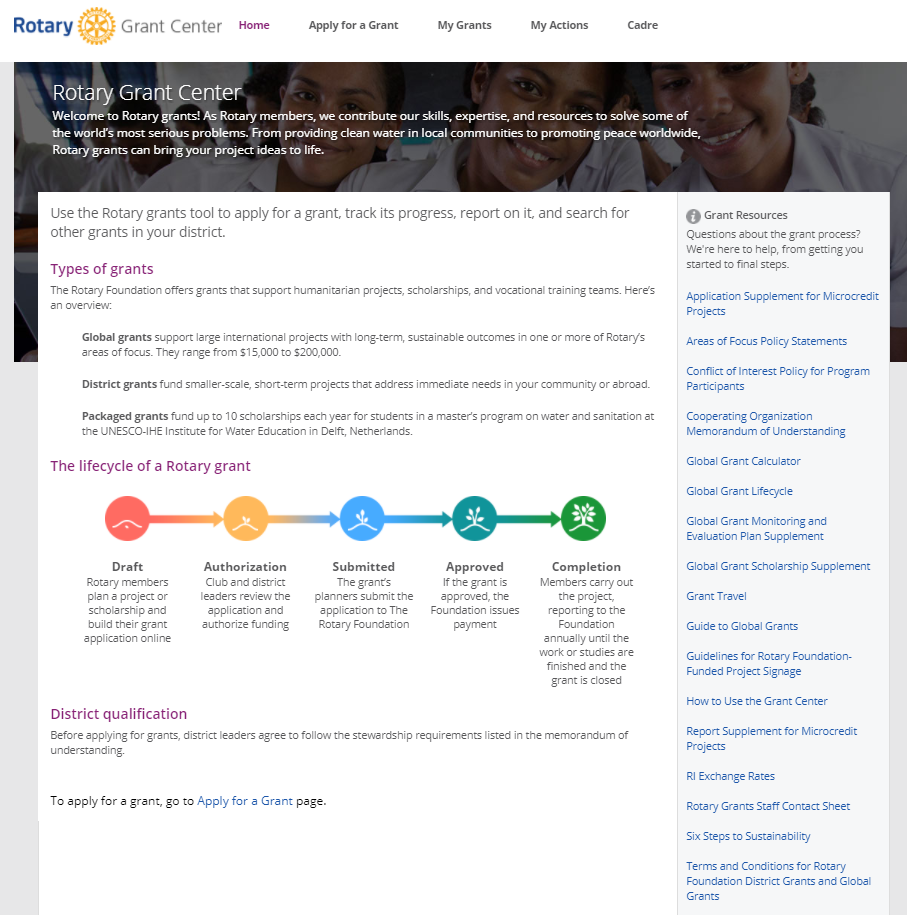 Rotary Grant Center
Home
Apply for a Grant
My Grants
My Actions
Cadre
Rotary Grant Center
Welcome to Rotary grants! As Rotary members, we contribute our skills, expertise, and resources to solve some of
the world's most serious problems. From providing clean water in local communities to promoting peace worldwide,
Rotary grants can bring your project ideas to life.
Use the Rotary grants tool to apply for a grant, track its progress, report on it, and search for
other grants in your district.
Types of grants
The Rotary Foundation offers grants that support humanitarian projects, scholarships, and vocational training teams. Here's
an overview:
Global grants support large international projects with long-term, sustainable outcomes in one or more of Rotary's
areas of focus. They range from $15,000 to $200,000.
District grants fund smaller-scale, short-term projects that address immediate needs in your community or abroad.
Packaged grants fund up to 10 scholarships each year for students in a master's program on water and sanitation at
the UNESCO-IHE Institute for Water Education in Delft, Netherlands.
The lifecycle of a Rotary grant
Draft
Rotary members
plan a project or
scholarship and
build their grant
application online
Authorization
Club and district
leaders review the
application and
authorize funding
Submitted
The grant's
planners submit the
application to The
Rotary Foundation
Approved
If the grant is
approved, the
Foundation issues
payment
Completion
Members carry out
the project,
reporting to the
Foundation
annually until the
work or studies are
finished and the
grant is closed
District qualification
Before applying for grants, district leaders agree to follow the stewardship requirements listed in the memorandum of
understanding.
To apply for a grant, go to Apply for a Grant page.
Grant Resources
Questions about the grant process?
We're here to help, from getting you
started to final steps.
Application Supplement for Microcredit
Projects
Areas of Focus Policy Statements
Conflict of Interest Policy for Program
Participants
Cooperating Organization
Memorandum of Understanding
Global Grant Calculator
Global Grant Lifecycle
Global Grant Monitoring and
Evaluation Plan Supplement
Global Grant Scholarship Supplement
Grant Travel
Guide to Global Grants
Guidelines for Rotary Foundation-
Funded Project Signage
How to Use the Grant Center
Report Supplement for Microcredit
Projects
RI Exchange Rates
Rotary Grants Staff Contact Sheet
Six Steps to Sustainability
Terms and Conditions for Rotary
Foundation District Grants and Global
Grants